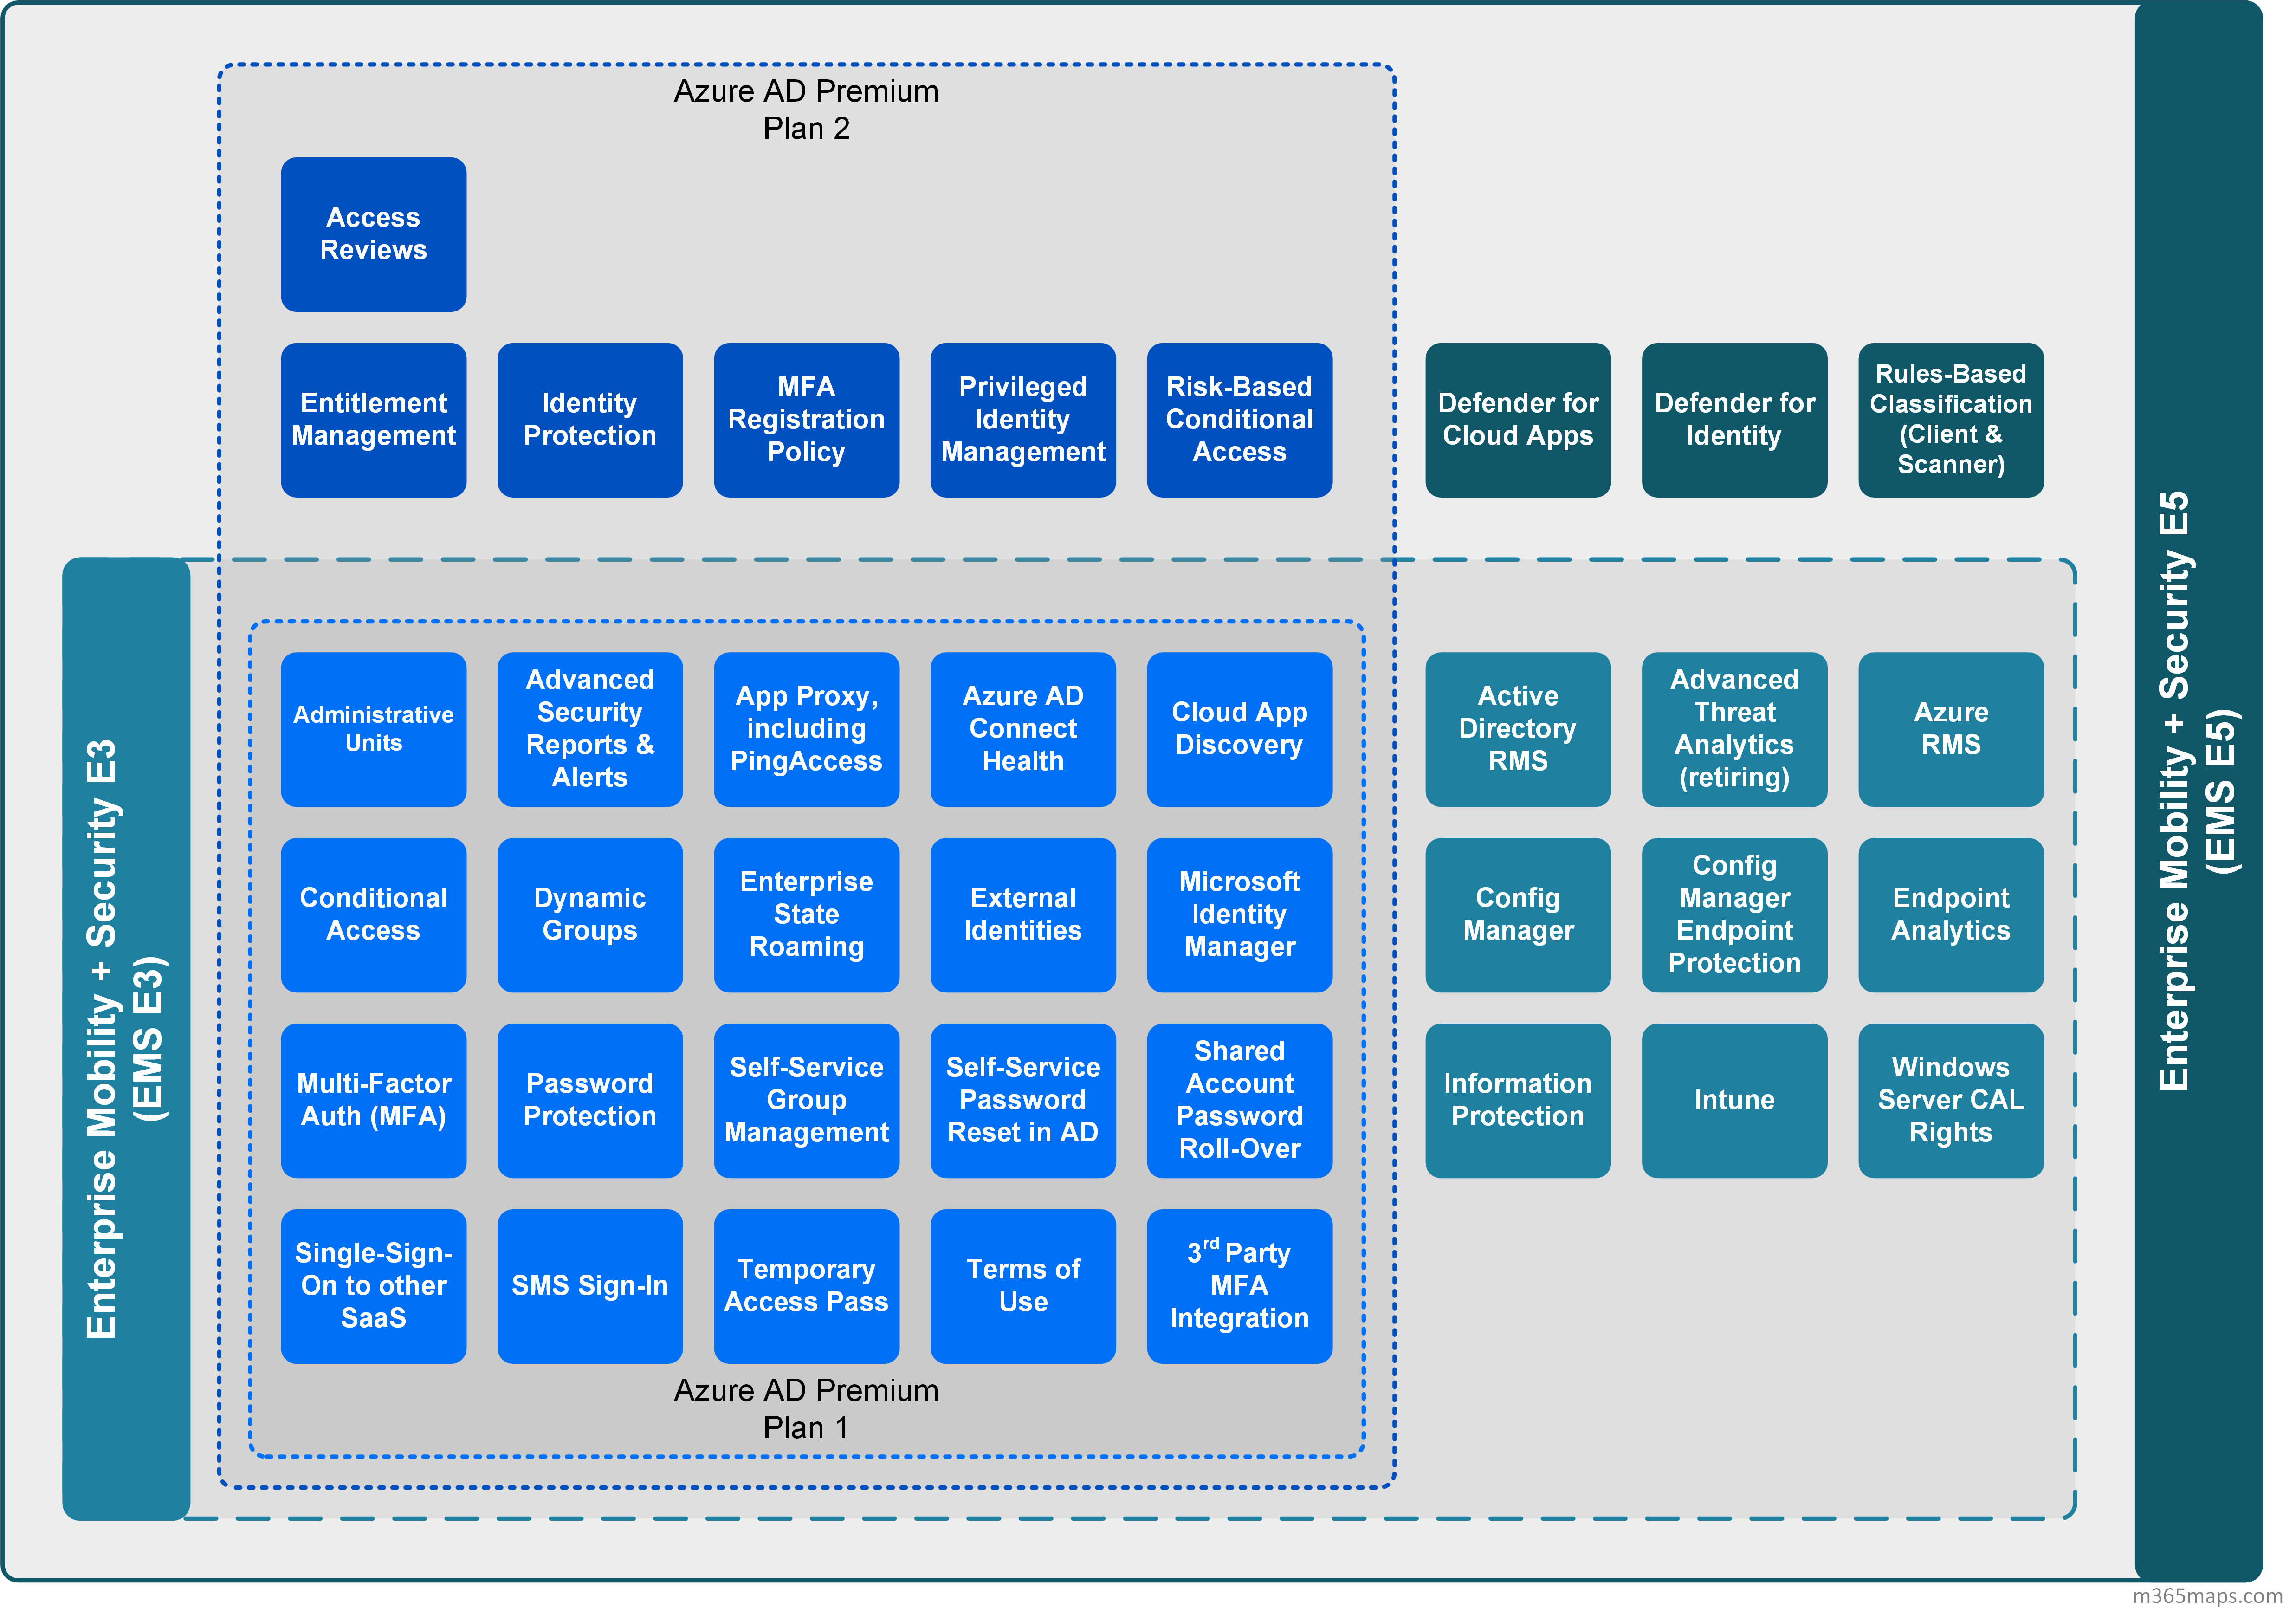 Azure AD Premium
Plan 2
Access
Reviews
Entitlement
Management
Identity
Protection
MFA
Registration
Policy
Privileged
Identity
Management
Risk-Based
Conditional
Access
Defender for
Cloud Apps
Defender for
Identity
Rules-Based
Classification
(Client &
Scanner)
Enterprise Mobility + Security E3
(EMS E3)
Administrative
Units
Advanced
Security
Reports &
Alerts
App Proxy,
including
PingAccess
Azure AD
Connect
Health
Cloud App
Discovery
Active
Directory
RMS
Advanced
Threat
Analytics
(retiring)
Azure
RMS
Conditional
Access
Dynamic
Groups
Enterprise
State
Roaming
External
Identities
Microsoft
Identity
Manager
Config
Manager
Config
Manager
Endpoint
Protection
Endpoint
Analytics
Multi-Factor
Auth (MFA)
Password
Protection
Self-Service
Group
Management
Self-Service
Password
Reset in AD
Shared
Account
Password
Roll-Over
Information
Protection
Intune
Windows
Server CAL
Rights
Single-Sign-
On to other
SaaS
SMS Sign-In
Temporary
Access Pass
Terms of
Use
3rd Party
MFA
Integration
Azure AD Premium
Plan 1
Enterprise Mobility + Security E5
(EMS E5)
m365maps.com